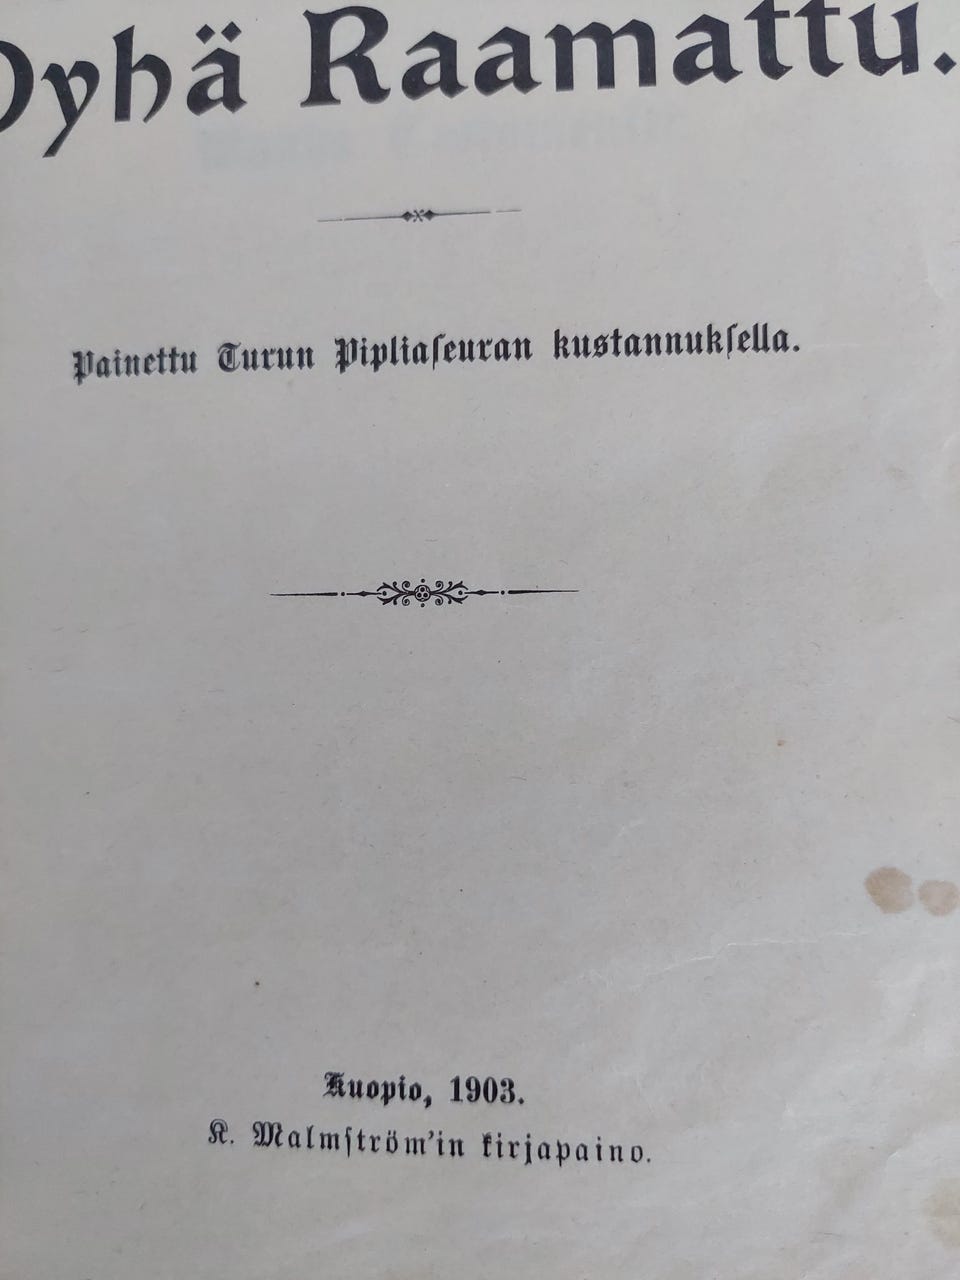 Pyhä Raamattu.
Painettu Turun Pipliaſeuran kustannukſella.
Kuopio, 1903.
K. Malmſtröm'in kirjapaino.